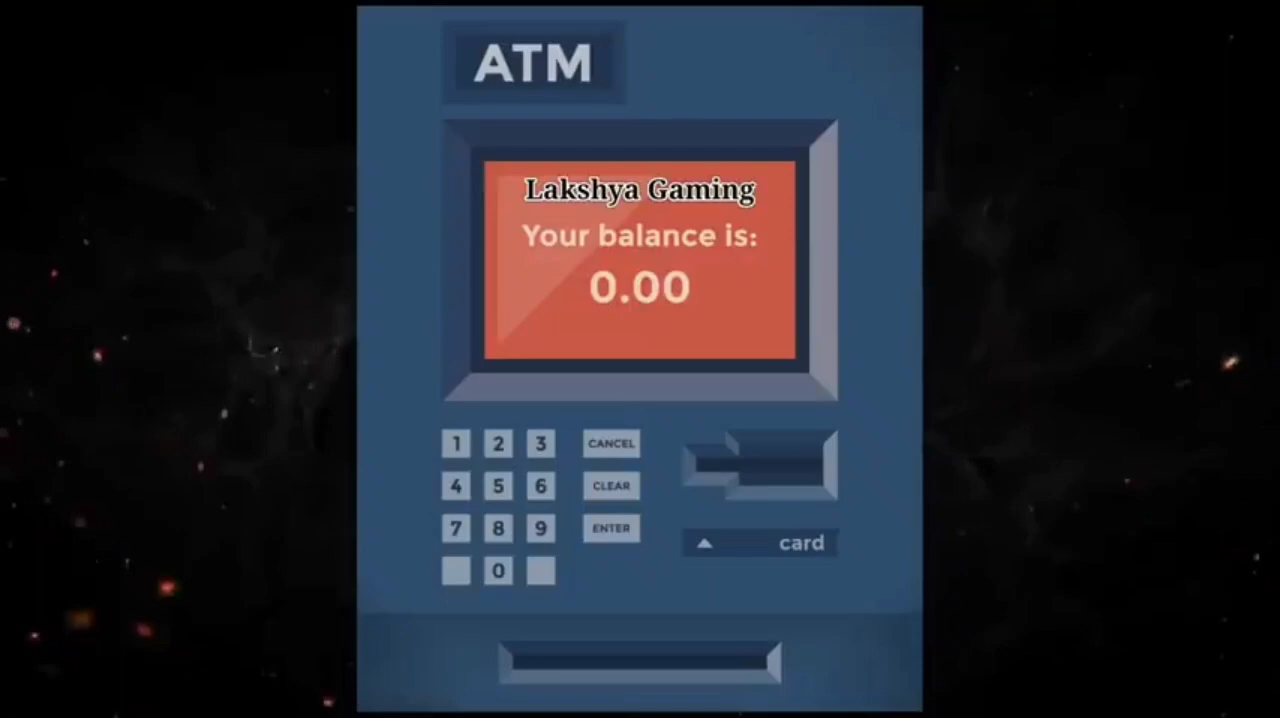 ATM
Lakshya Gaming
Your balance is:
0.00
1 2 3 CANCEL
4 5 6 CLEAR
7 8 9 ENTER
0
card